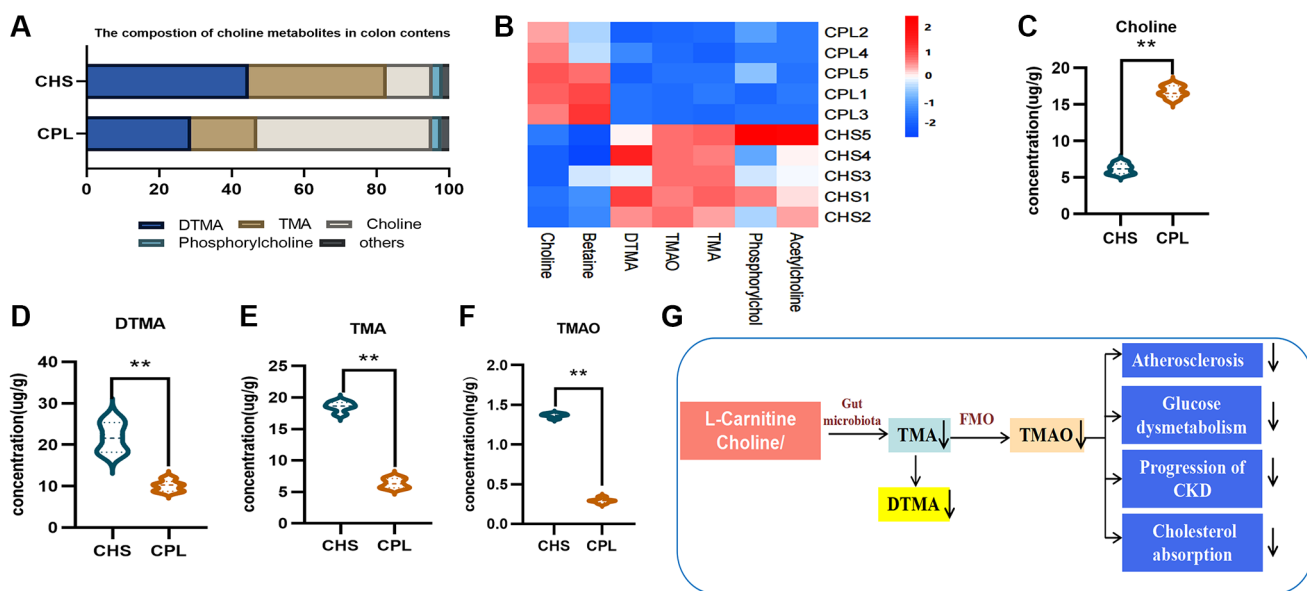 A
The compostion of choline metabolites in colon contens
CHS
CPL
0 20 40 60 80 100
DTMA TMA Choline
Phosphorylcholine others
B
CPL2
CPL4
CPL5
CPL1
CPL3
CHS5
CHS4
CHS3
CHS1
CHS2
Choline
Betaine
DTMA
TMAO
TMA
Phosphorylchol
Acetylcholine
2
1
0
-1
-2
C
Choline
**
concentration(ug/g)
20
15
10
5
0
CHS CPL
D
DTMA
**
concentration(ug/g)
40
30
20
10
0
CHS CPL
E
TMA
**
concentration(ug/g)
25
20
15
10
5
0
CHS CPL
F
TMAO
**
concentration(ng/g)
2.0
1.5
1.0
0.5
0.0
CHS CPL
G
L-Carnitine
Choline/
Gut
microbiota
TMA
FMO
TMAO
DTMA
Atherosclerosis
Glucose
dysmetabolism
Progression of
CKD
Cholesterol
absorption